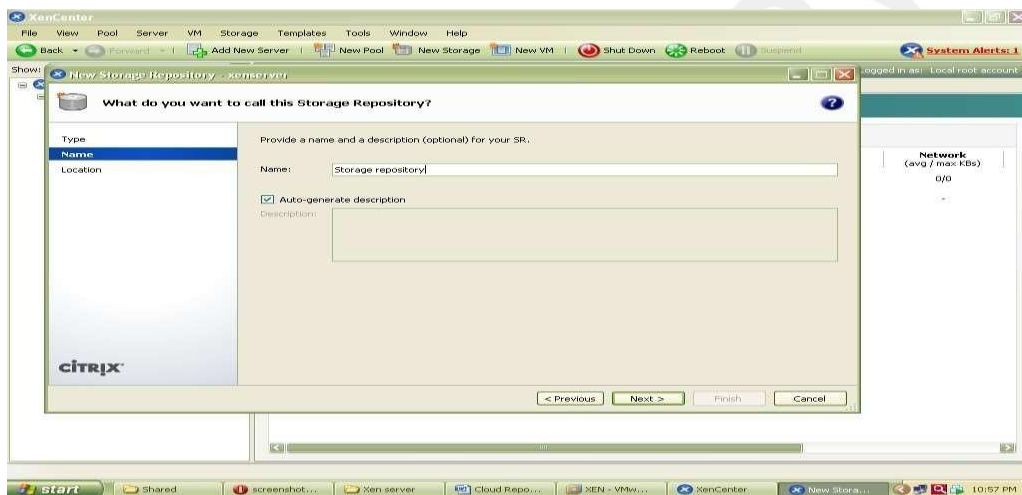 XenCenter
File View Pool Server VM Storage Templates Tools Window Help
Back Forward Add New Server New Pool New Storage New VM Shut Down Reboot Suspend System Alerts: 1
Show:
ogged in as: Local root account
New Storage Repository - xenserver
What do you want to call this Storage Repository?
Type
Name
Location
Provide a name and a description (optional) for your SR.
Name: Storage repository
Auto-generate description
Description:
Network
(avg / max KBs)
0/0
-
CITRIX
< Previous Next > Finish Cancel
start Shared screenshot... Xen server Cloud Repo... XEN - VMw... XenCenter New Stora... 10:57 PM